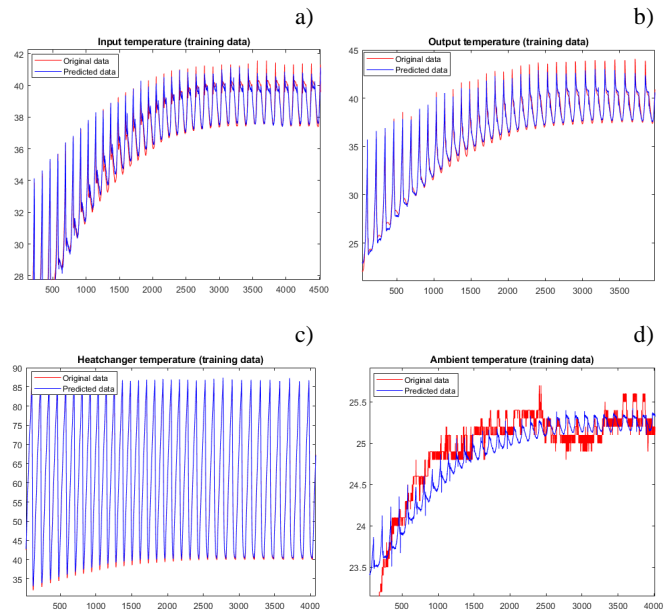 a)
Input temperature (training data)
Original data
Predicted data
40
38
36
34
32
30
28
500 1000 1500 2000 2500 3000 3500 4000 4500
b)
Output temperature (training data)
45
Original data
Predicted data
40
35
30
25
500 1000 1500 2000 2500 3000 3500
c)
Heatchanger temperature (training data)
90
Original data
Predicted data
85
80
75
70
65
60
55
50
45
40
35
500 1000 1500 2000 2500 3000 3500 4000
d)
Ambient temperature (training data)
Original data
Predicted data
25.5
25
24.5
24
23.5
500 1000 1500 2000 2500 3000 3500 4000